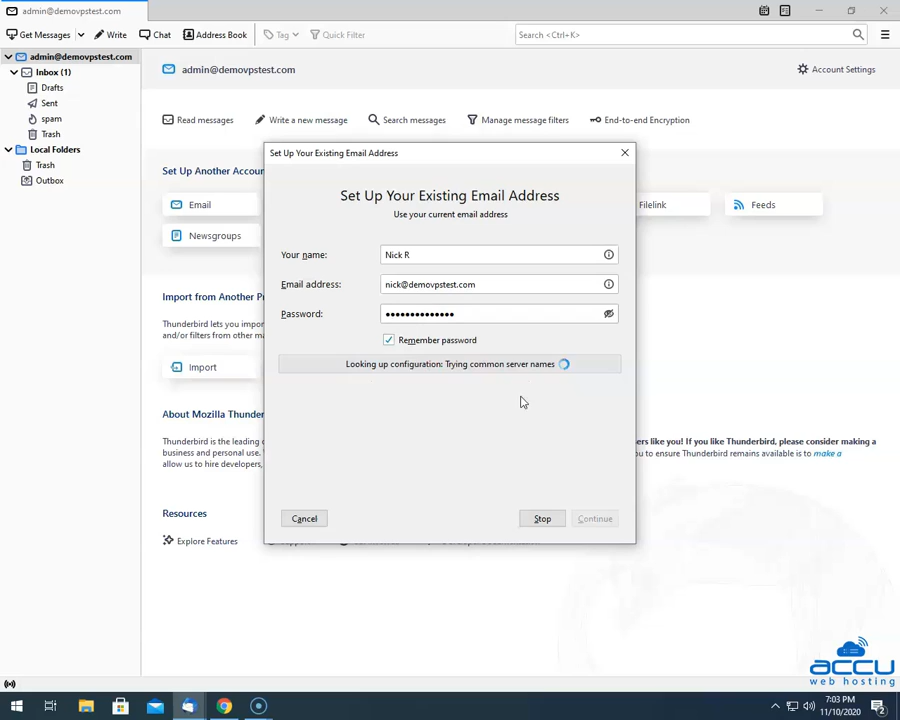 admin@demovpstest.com
Get Messages
Write
Chat
Address Book
Tag
Quick Filter
Search <Ctrl+K>
admin@demovpstest.com
Inbox (1)
Drafts
Sent
spam
Trash
Local Folders
Trash
Outbox
admin@demovpstest.com
Account Settings
Read messages
Write a new message
Search messages
Manage message filters
End-to-end Encryption
Set Up Another Accou
Email
Filelink
Feeds
Newsgroups
Import from Another P
Thunderbird lets you impor
and/or filters from other ma
Import
About Mozilla Thunder
Thunderbird is the leading o
business and personal use.
allow us to hire developers,
ers like you! If you like Thunderbird, please consider making a
ou to ensure Thunderbird remains available is to make a
Resources
Explore Features
Set Up Your Existing Email Address
Set Up Your Existing Email Address
Use your current email address
Your name:
Nick R
Email address:
nick@demovpstest.com
Password:
••••••••••••••
Remember password
Looking up configuration: Trying common server names
Cancel
Stop
Continue
accu
web hosting
7:03 PM
11/10/2020
2